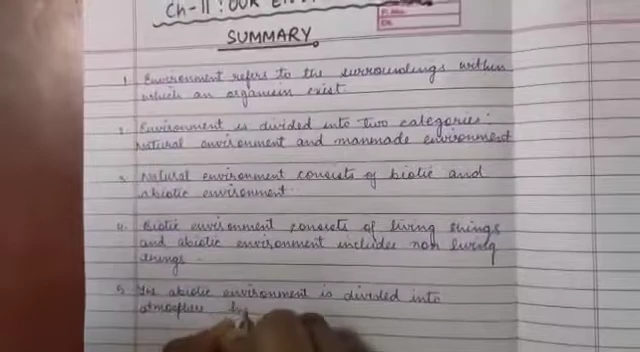 Ch-11: OUR
SUMMARY
1. Environment refers to the surroundings within
which an organism exist
2. Environment is divided into two categories:
Natural environment and manmade environment
3. Natural environment consists of biotic and
abiotic environment.
4. Biotic environment consists of living things
and abiotic environment includes non living
things.
5. The abiotic environment is divided into